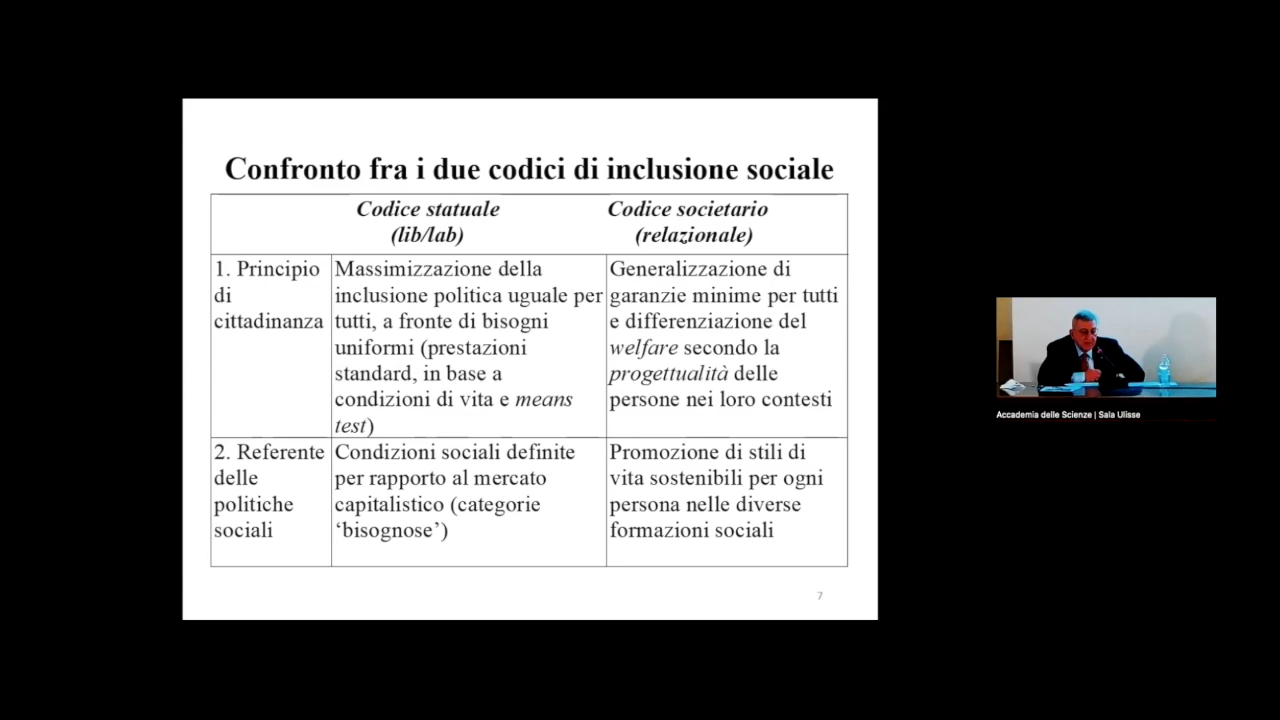 Confronto fra i due codici di inclusione sociale
Codice statuale
(lib/lab)
Codice societario
(relazionale)
1. Principio
di
cittadinanza
Massimizzazione della
inclusione politica uguale per
tutti, a fronte di bisogni
uniformi (prestazioni
standard, in base a
condizioni di vita e means
test)
Generalizzazione di
garanzie minime per tutti
e differenziazione del
welfare secondo la
progettualità delle
persone nei loro contesti
2. Referente
delle
politiche
sociali
Condizioni sociali definite
per rapporto al mercato
capitalistico (categorie
‘bisognose’)
Promozione di stili di
vita sostenibili per ogni
persona nelle diverse
formazioni sociali
7
Accademia delle Scienze | Sala Ulisse